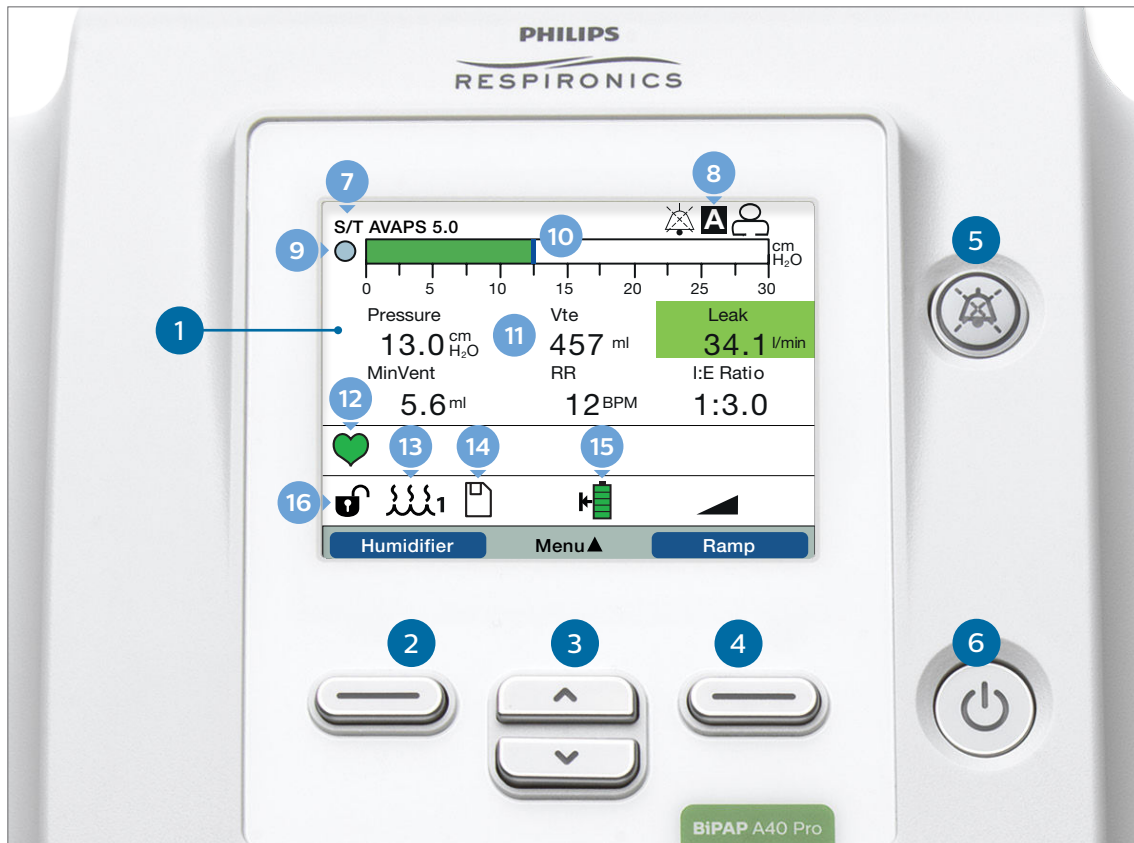 PHILIPS
RESPIRONICS
7
8
S/T AVAPS 5.0
A
9
10
cm
H₂O
0 5 10 15 20 25 30
5
1
Pressure
Vte
Leak
13.0 cm H₂O
11
457 ml
34.1 l/min
MinVent
RR
I:E Ratio
5.6 ml
12 BPM
1:3.0
12
13
14
15
16
1
Humidifier
Menu▲
Ramp
2
3
4
6
BiPAP A40 Pro